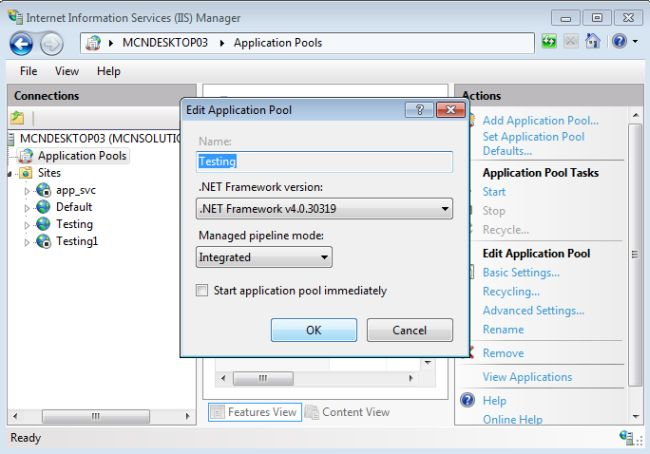 Internet Information Services (IIS) Manager
MCNDESKTOP03 Application Pools
File View Help
Connections
MCNDESKTOP03 (MCNSOLUTIO
Application Pools
Sites
app_svc
Default
Testing
Testing1
Edit Application Pool
Name:
Testing
.NET Framework version:
.NET Framework v4.0.30319
Managed pipeline mode:
Integrated
Start application pool immediately
OK Cancel
Features View Content View
Actions
Add Application Pool...
Set Application Pool
Defaults...
Application Pool Tasks
Start
Stop
Recycle...
Edit Application Pool
Basic Settings...
Recycling...
Advanced Settings...
Rename
Remove
View Applications
Help
Online Help
Ready